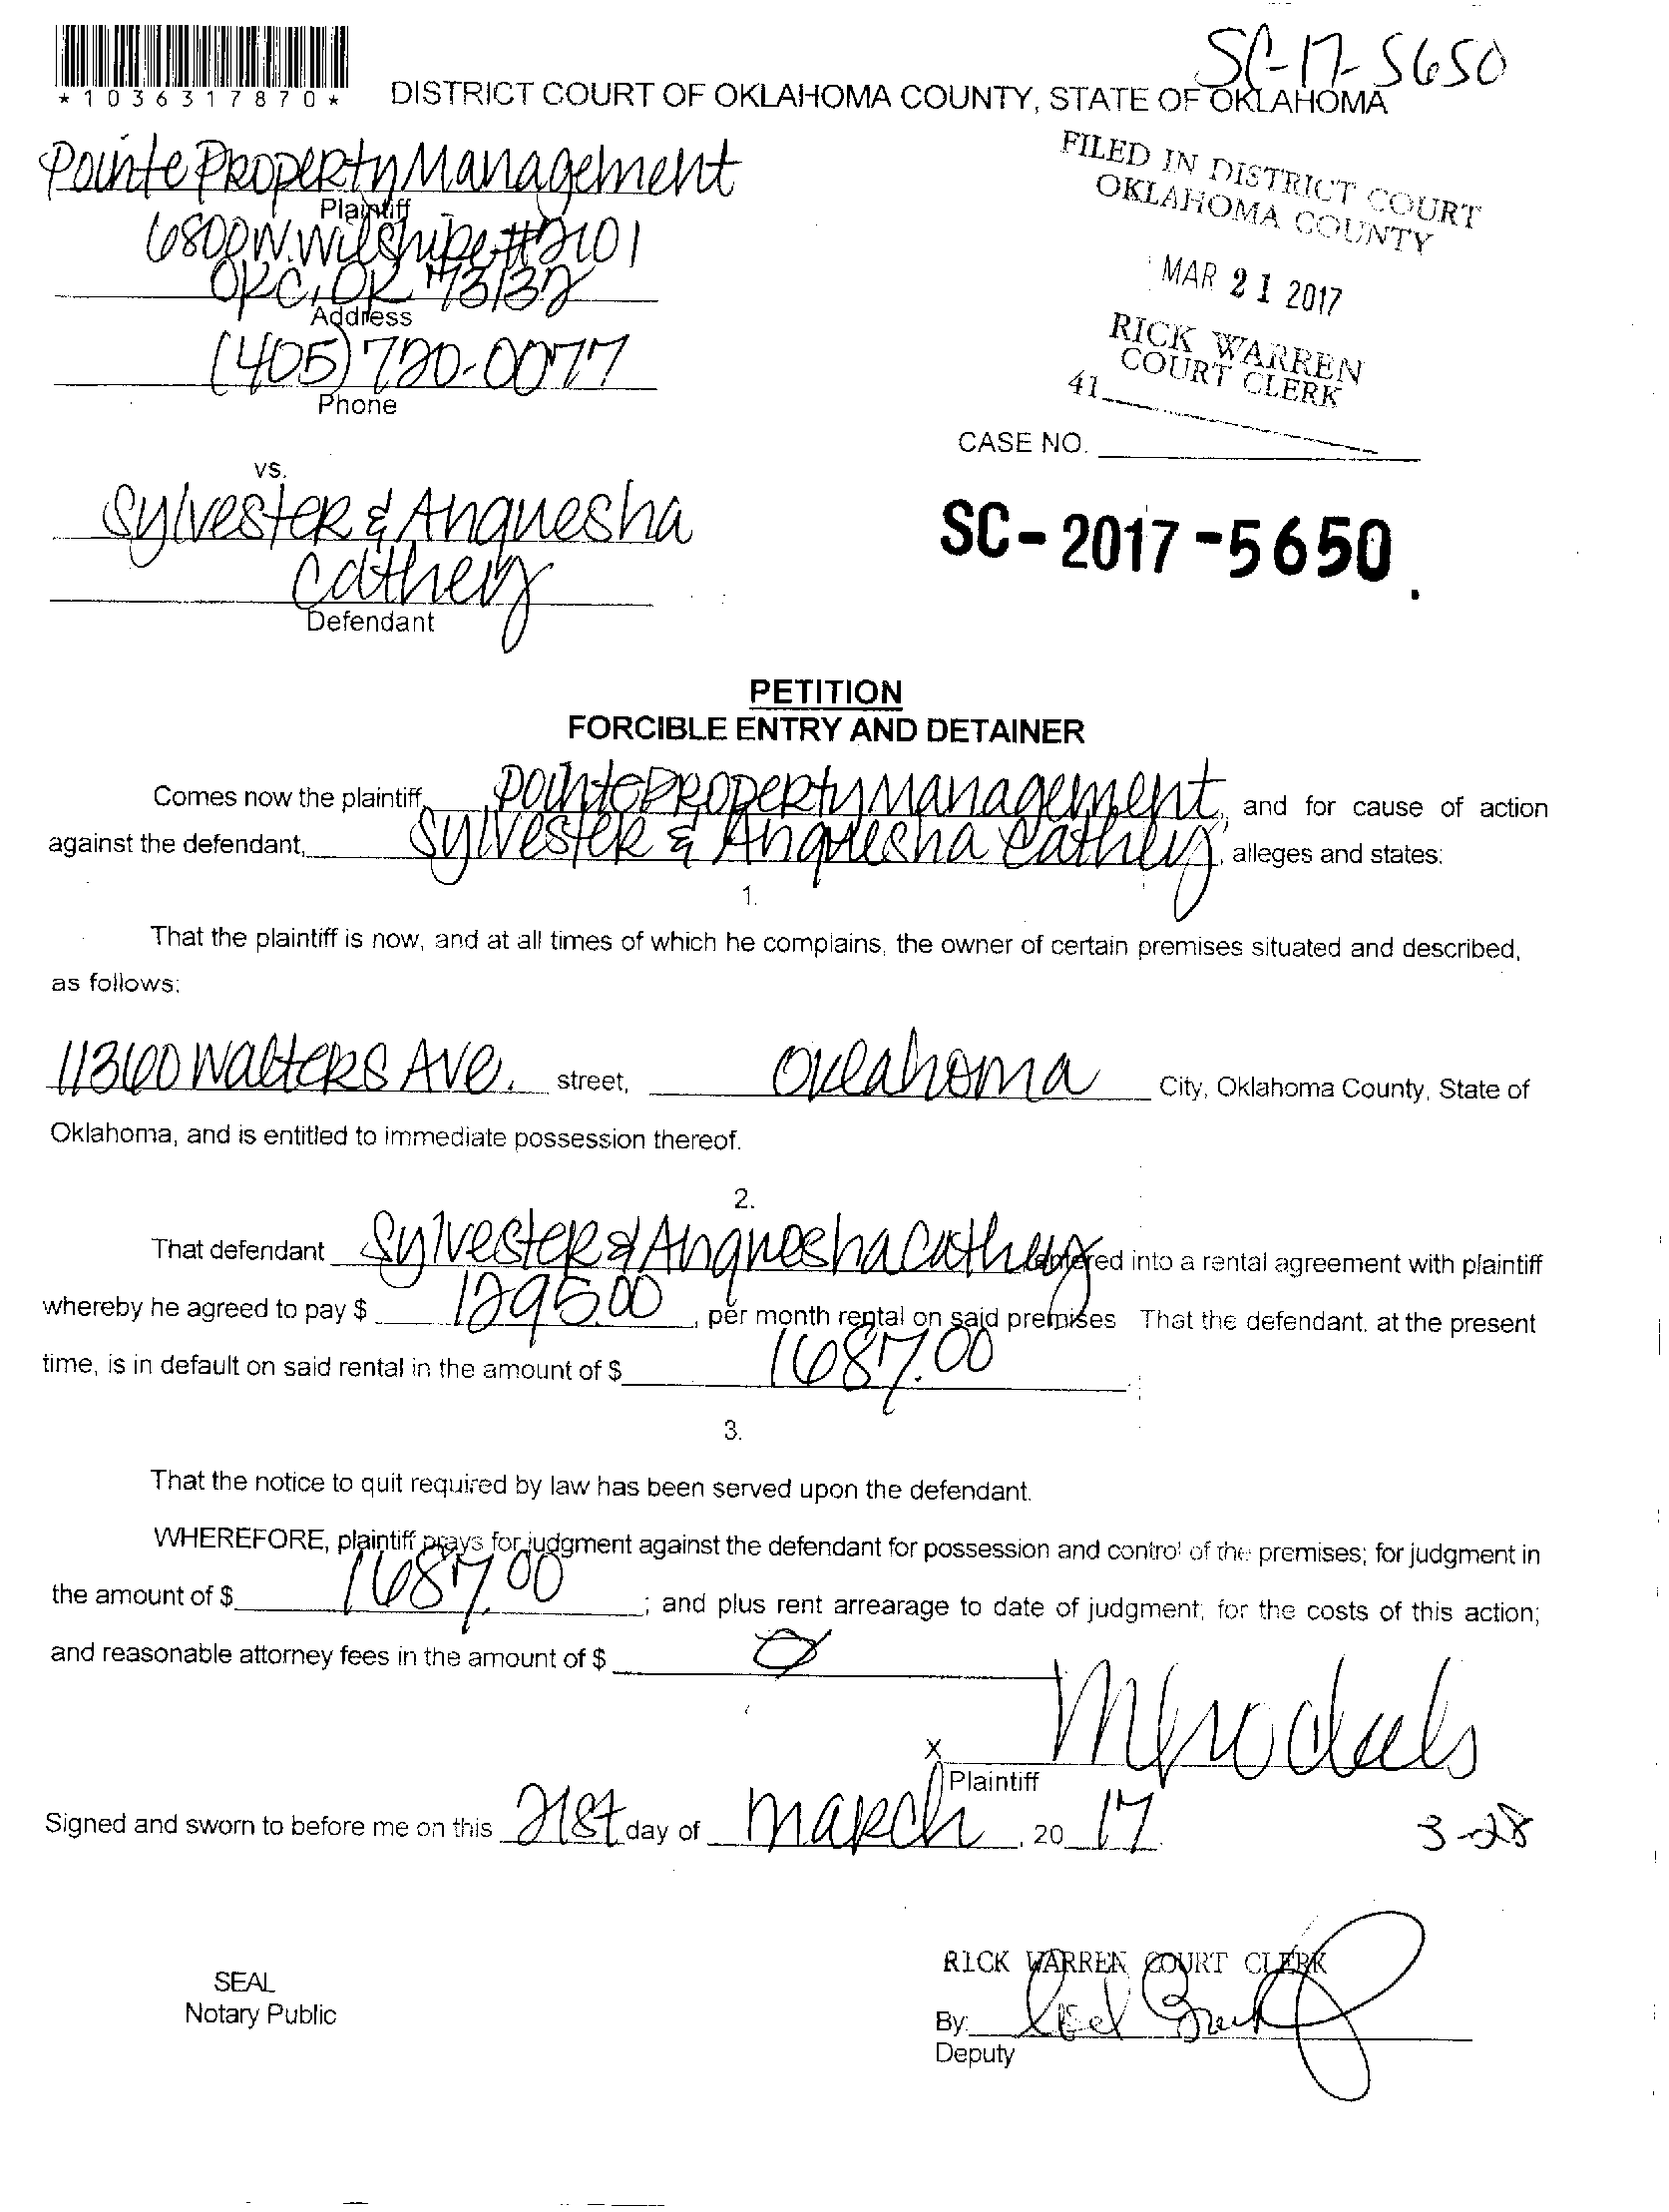 SC-17-5650
*1036317870*
DISTRICT COURT OF OKLAHOMA COUNTY, STATE OF OKLAHOMA
Pointe Property Management
Plaintiff
6800 W. Wilshire #2101
OKC, OK 73132
Address
(405) 720-0077
Phone
FILED IN DISTRICT COURT
OKLAHOMA COUNTY
MAR 21 2017
RICK WARREN
COURT CLERK
41
CASE NO.
SC-2017-5650
vs.
Sylvester & Anquesha
Cathey
Defendant
PETITION
FORCIBLE ENTRY AND DETAINER
Comes now the plaintiff, Pointe Property Management, and for cause of action
against the defendant, Sylvester & Anquesha Cathey, alleges and states:
1.
That the plaintiff is now, and at all times of which he complains, the owner of certain premises situated and described,
as follows:
11360 Walters Ave. street, Oklahoma City, Oklahoma County, State of
Oklahoma, and is entitled to immediate possession thereof.
2.
That defendant Sylvester & Anquesha Cathey entered into a rental agreement with plaintiff
whereby he agreed to pay $ 1295.00, per month rental on said premises That the defendant, at the present
time, is in default on said rental in the amount of $ 1687.00
3.
That the notice to quit required by law has been served upon the defendant.
WHEREFORE, plaintiff prays for judgment against the defendant for possession and control of the premises; for judgment in
the amount of $ 1687.00; and plus rent arrearage to date of judgment; for the costs of this action;
and reasonable attorney fees in the amount of $ 0
X
Plaintiff
Signed and sworn to before me on this 21st day of March, 20 17
3-28
SEAL
Notary Public
RICK WARREN COURT CLERK
By:
Deputy